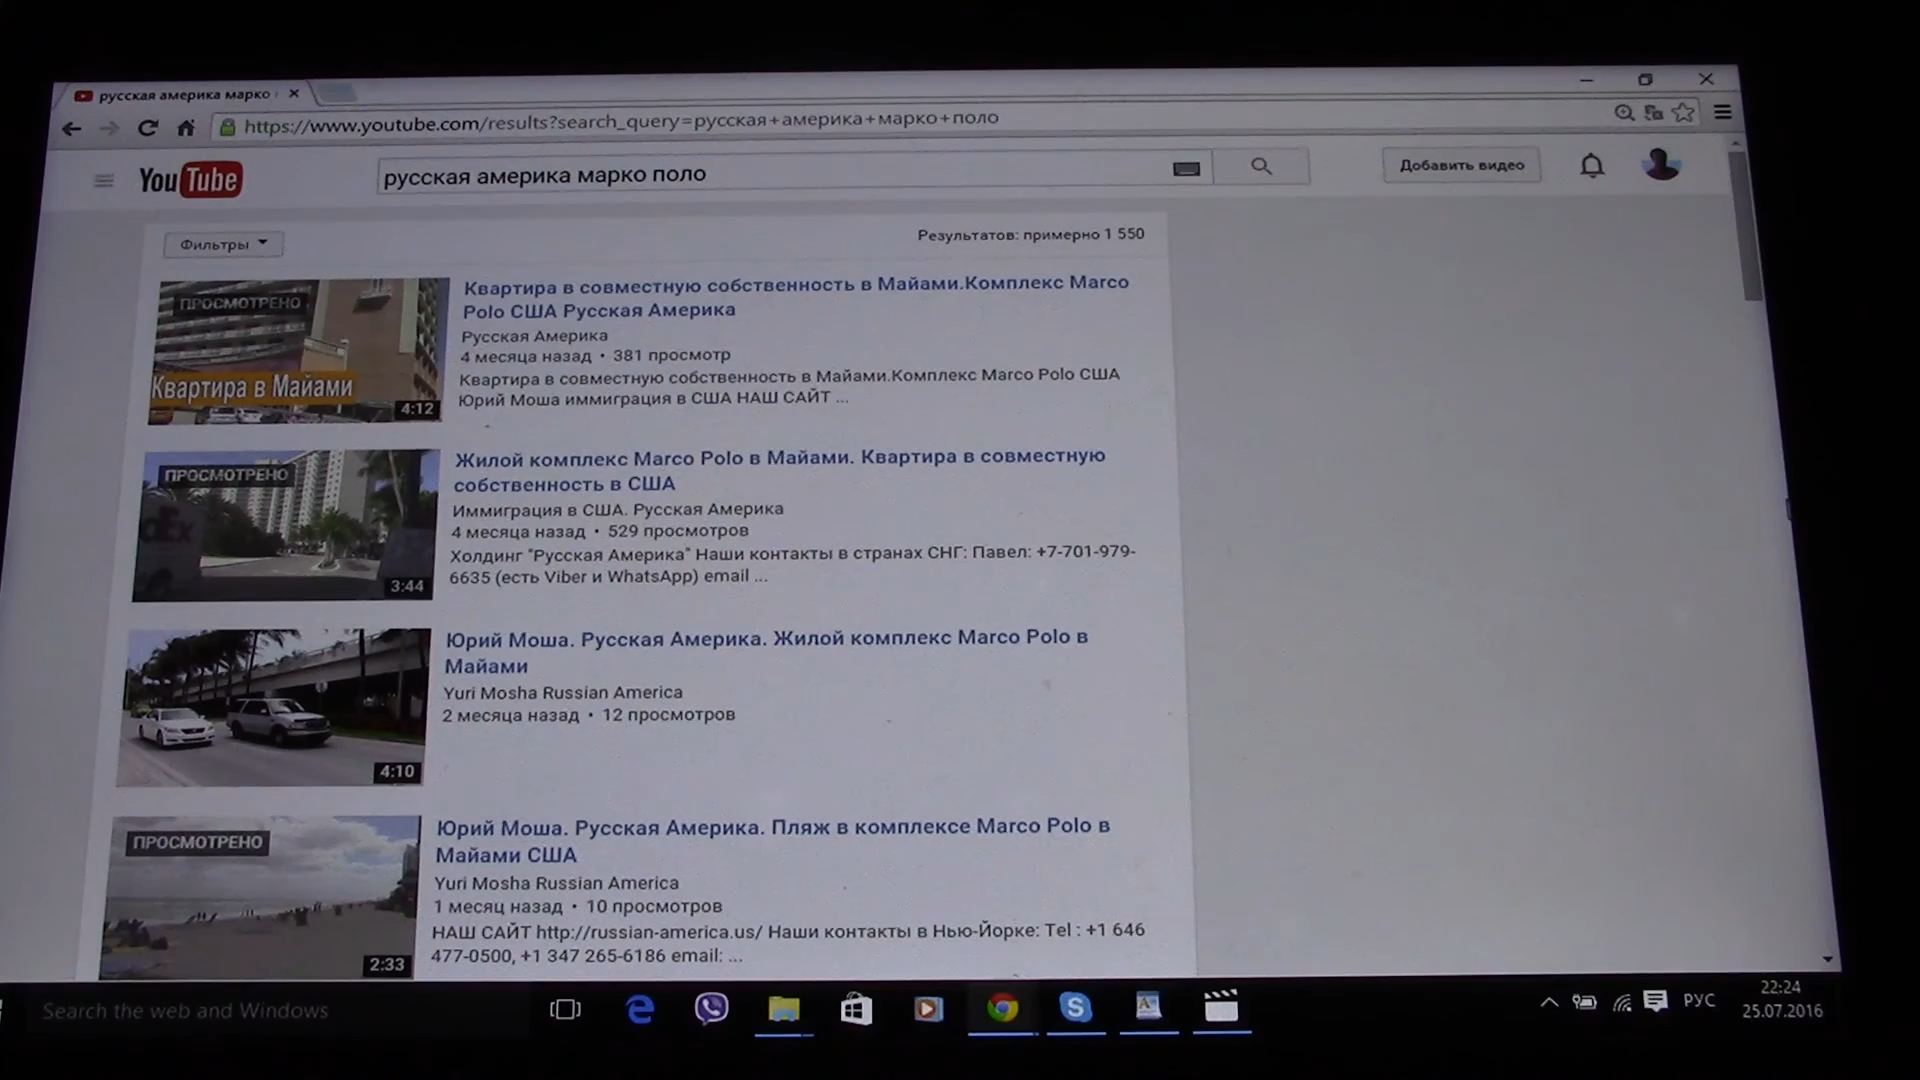 русская америка марко
https://www.youtube.com/results?search_query=русская+америка+марко+поло
YouTube
русская америка марко поло
Добавить видео
Фильтры
Результатов: примерно 1 550
ПРОСМОТРЕНО
Квартира в Майами
4:12
Квартира в совместную собственность в Майами.Комплекс Marco
Polo США Русская Америка
Русская Америка
4 месяца назад • 381 просмотр
Квартира в совместную собственность в Майами.Комплекс Marco Polo США
Юрий Моша иммиграция в США НАШ САЙТ ...
ПРОСМОТРЕНО
3:44
Жилой комплекс Marco Polo в Майами. Квартира в совместную
собственность в США
Иммиграция в США. Русская Америка
4 месяца назад • 529 просмотров
Холдинг "Русская Америка" Наши контакты в странах СНГ: Павел: +7-701-979-
6635 (есть Viber и WhatsApp) email ...
4:10
Юрий Моша. Русская Америка. Жилой комплекс Marco Polo в
Майами
Yuri Mosha Russian America
2 месяца назад • 12 просмотров
ПРОСМОТРЕНО
2:33
Юрий Моша. Русская Америка. Пляж в комплексе Marco Polo в
Майами США
Yuri Mosha Russian America
1 месяц назад • 10 просмотров
НАШ САЙТ http://russian-america.us/ Наши контакты в Нью-Йорке: Tel : +1 646
477-0500, +1 347 265-6186 email: ...
Search the web and Windows
РУС
22:24
25.07.2016